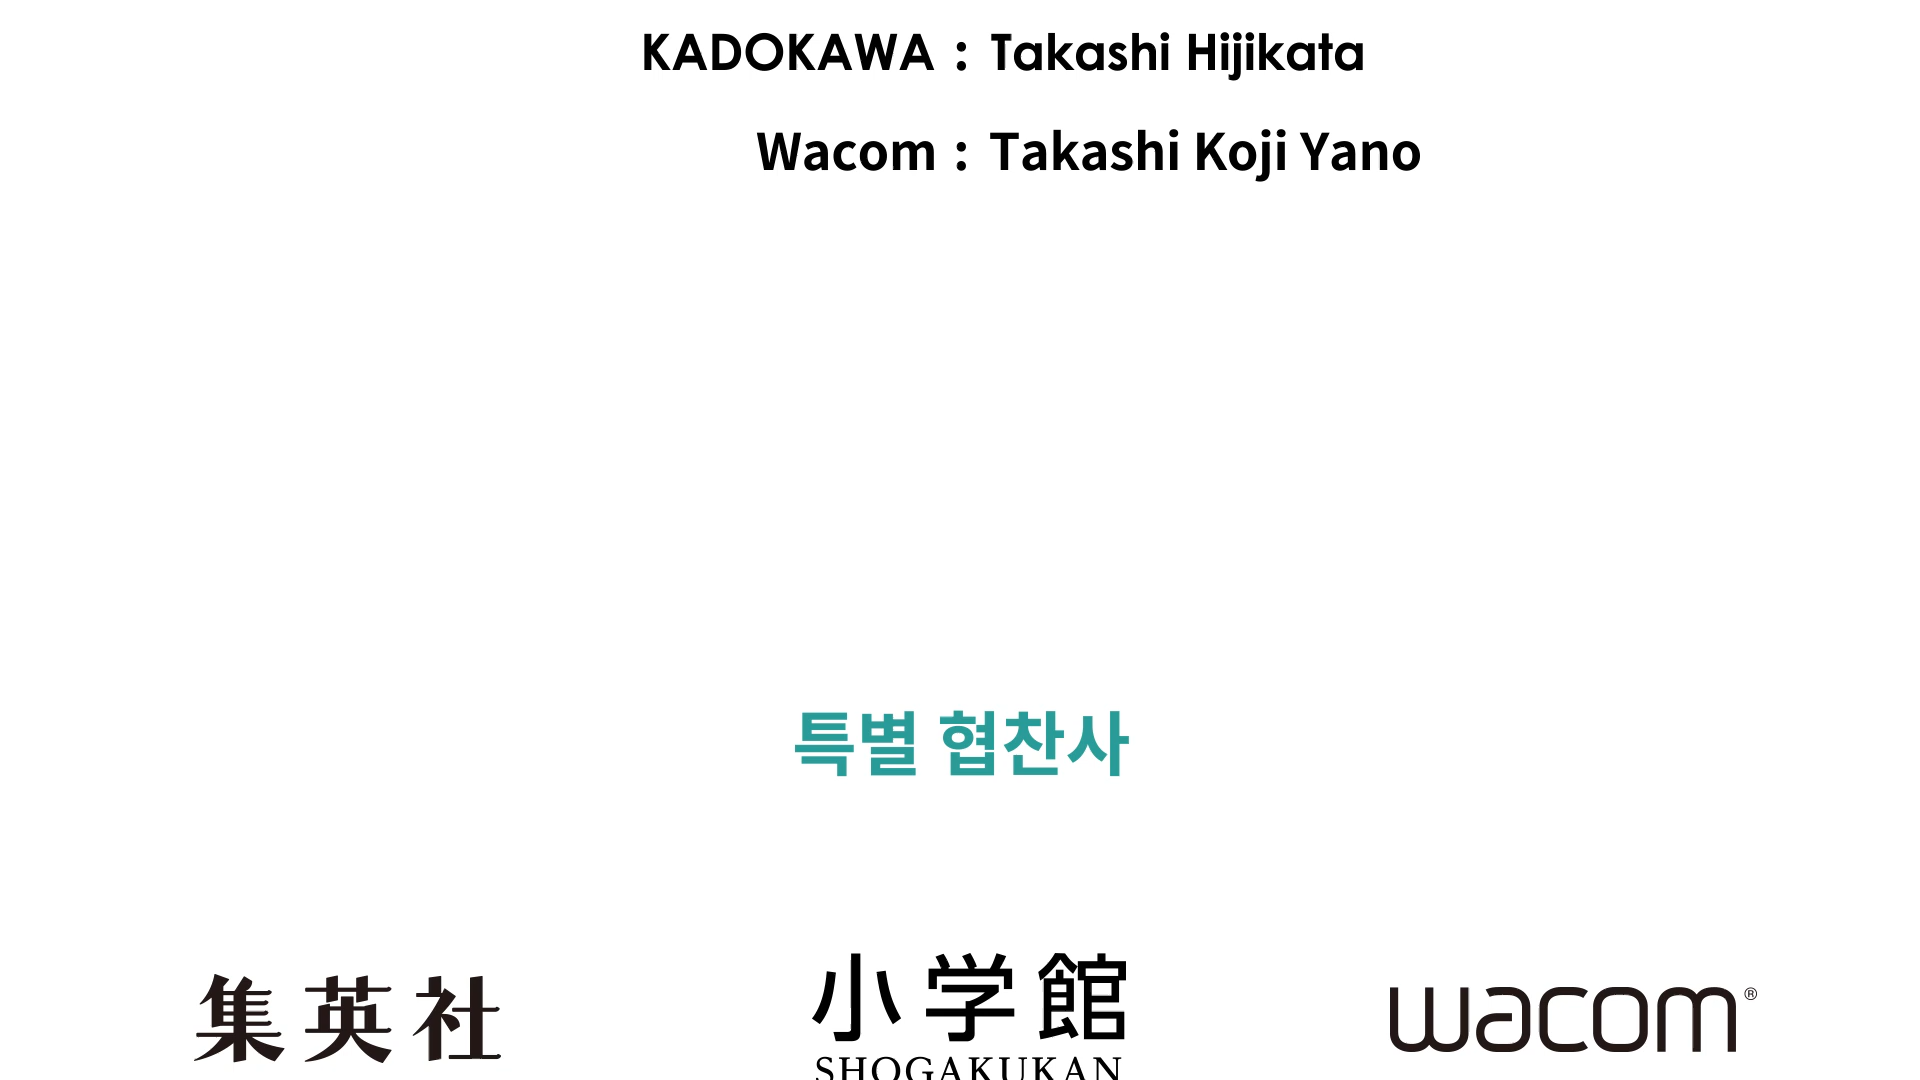 KADOKAWA : Takashi Hijikata
Wacom : Takashi Koji Yano
특별 협찬사
集英社
小学館
SHOGAKUKAN
wacom®